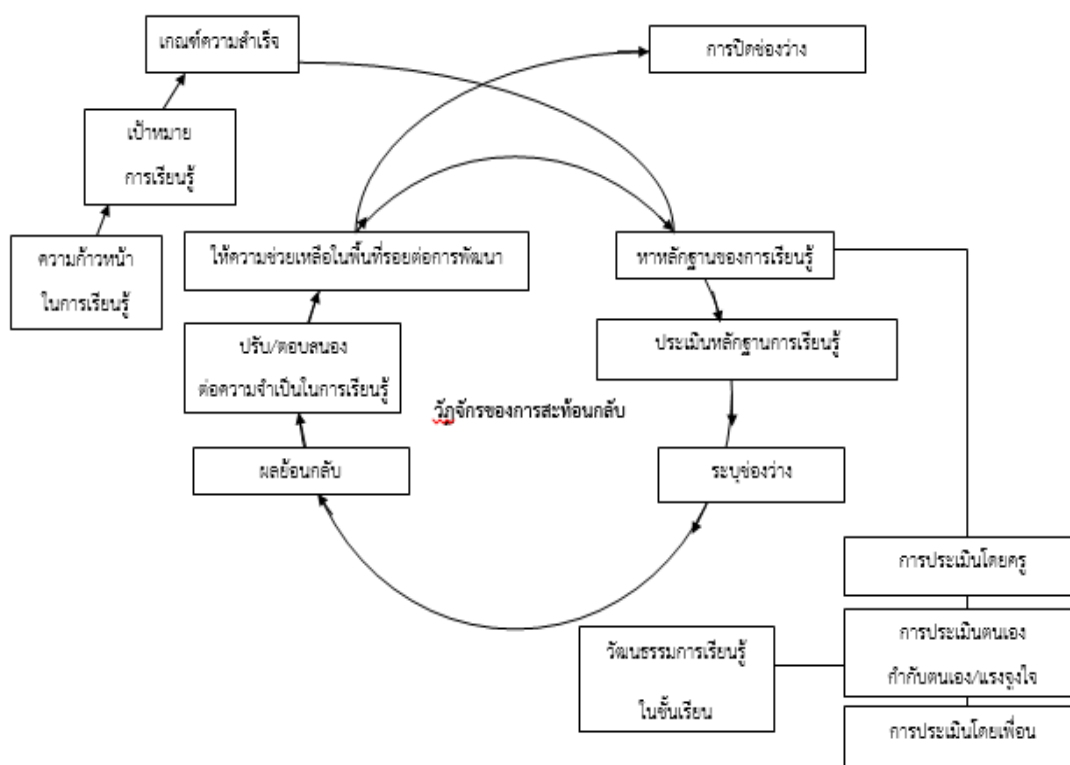 เกณฑ์ความสำเร็จ
การปิดช่องว่าง
เป้าหมาย
การเรียนรู้
ความก้าวหน้า
ในการเรียนรู้
ให้ความช่วยเหลือในพื้นที่รอยต่อการพัฒนา
หาหลักฐานของการเรียนรู้
ปรับ/ตอบสนอง
ต่อความจำเป็นในการเรียนรู้
ประเมินหลักฐานการเรียนรู้
วัฏจักรของการสะท้อนกลับ
ผลย้อนกลับ
ระบุช่องว่าง
การประเมินโดยครู
วัฒนธรรมการเรียนรู้
ในชั้นเรียน
การประเมินตนเอง
กำกับตนเอง/แรงจูงใจ
การประเมินโดยเพื่อน